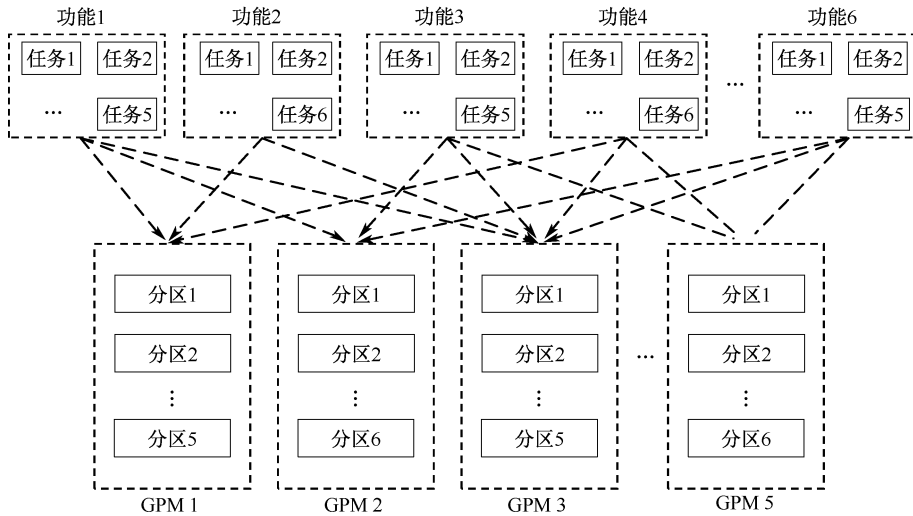 功能1 功能2 功能3 功能4 功能6
任务1 任务2 任务1 任务2 任务1 任务2 任务1 任务2 任务1 任务2
...
... 任务5 ... 任务6 ... 任务5 ... 任务6 ... 任务5
分区1 分区1 分区1 分区1
分区2 分区2 分区2 ... 分区2
⋮ ⋮ ⋮ ⋮
分区5 分区6 分区5 分区6
GPM 1 GPM 2 GPM 3 GPM 5